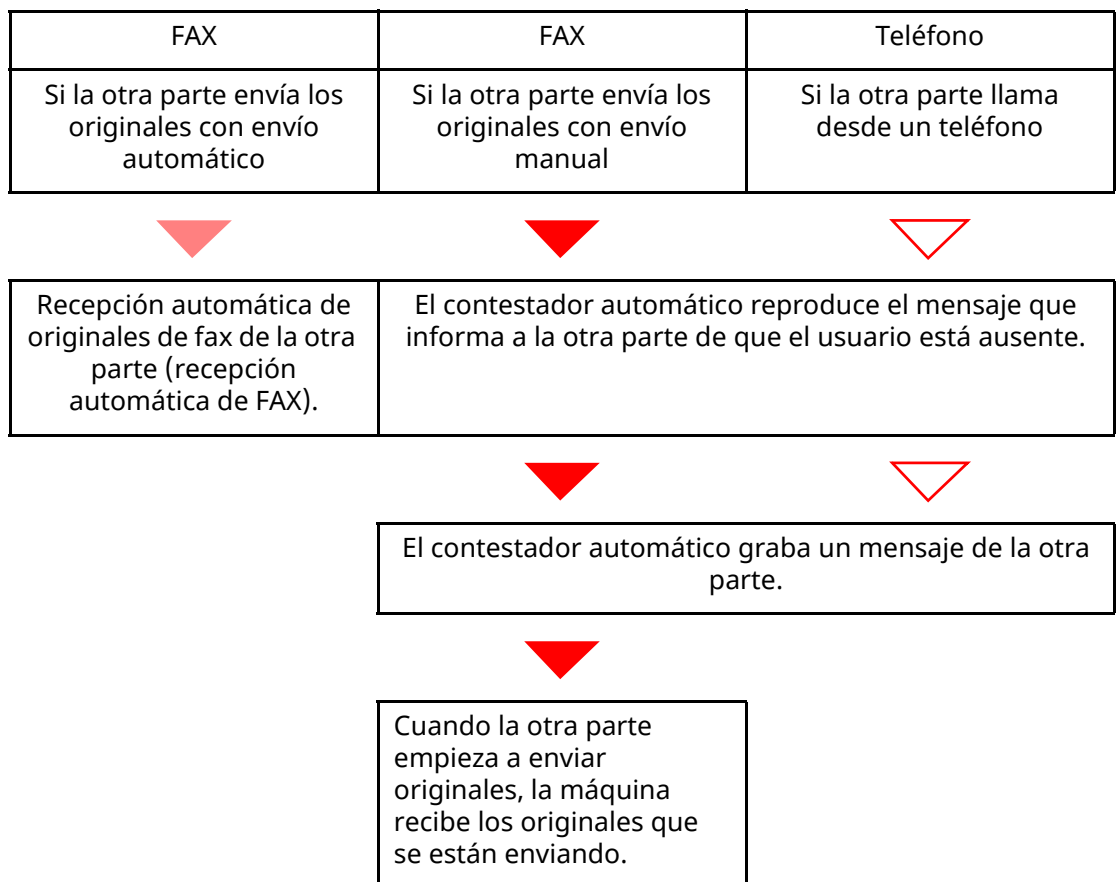 FAX
FAX
Teléfono
Si la otra parte envía los
originales con envío
automático
Si la otra parte envía los
originales con envío
manual
Si la otra parte llama
desde un teléfono
Recepción automática de
originales de fax de la otra
parte (recepción
automática de FAX).
El contestador automático reproduce el mensaje que
informa a la otra parte de que el usuario está ausente.
El contestador automático graba un mensaje de la otra
parte.
Cuando la otra parte
empieza a enviar
originales, la máquina
recibe los originales que
se están enviando.